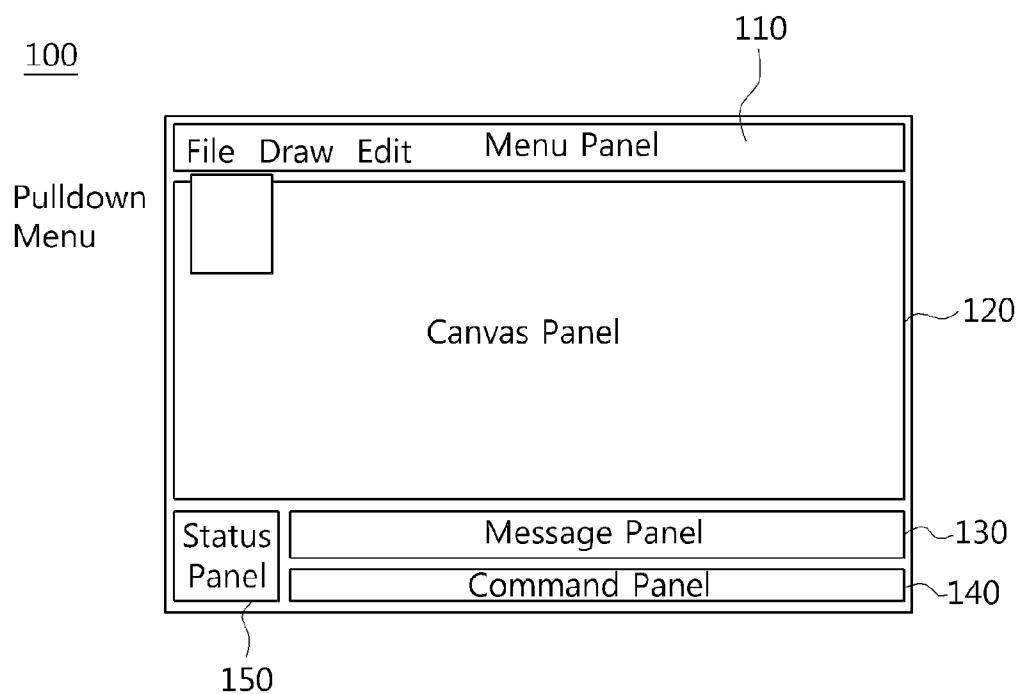 110
100
File Draw Edit Menu Panel
Pulldown
Menu
120
Canvas Panel
Status
Panel
Message Panel
130
Command Panel
140
150